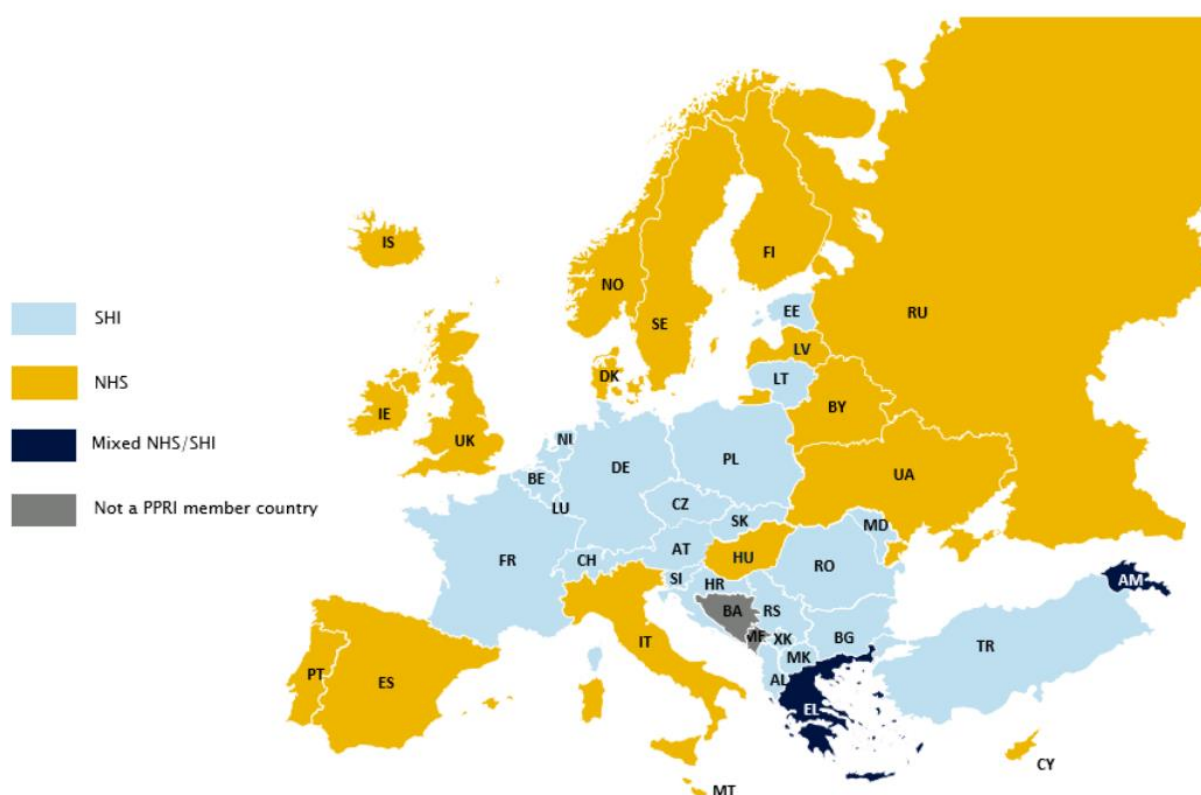 SHI
NHS
Mixed NHS/SHI
Not a PPRI member country
IS
NO
SE
FI
RU
EE
LV
LT
DK
BY
IE
UK
NI
DE
PL
UA
BE
LU
CZ
SK
MD
FR
CH
AT
HU
RO
SI
HR
BA
RS
AM
IT
XK
BG
TR
MK
PT
ES
AL
EL
CY
MT